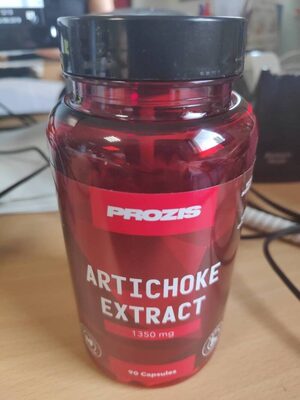 PROZIS
ARTICHOKE
EXTRACT
1350 mg
90 Capsules